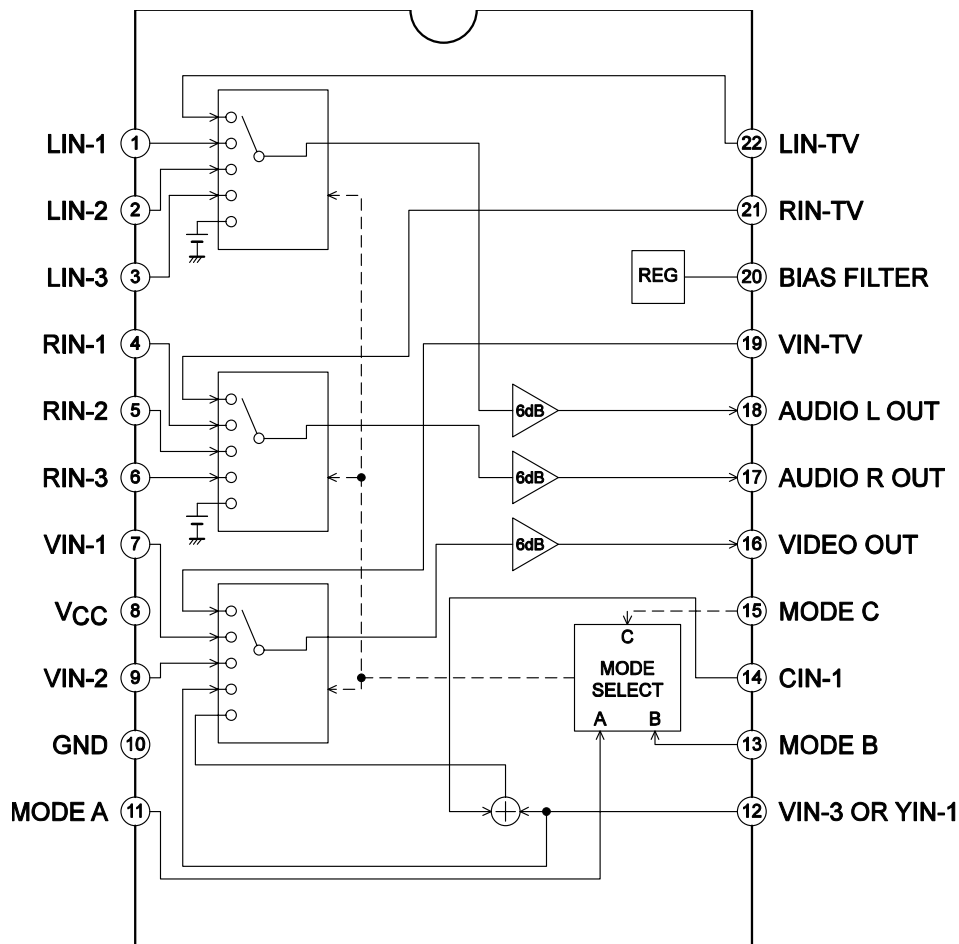 LIN-1 1
LIN-2 2
LIN-3 3
RIN-1 4
RIN-2 5
RIN-3 6
VIN-1 7
VCC 8
VIN-2 9
GND 10
MODE A 11
22 LIN-TV
21 RIN-TV
REG 20 BIAS FILTER
19 VIN-TV
6dB 18 AUDIO L OUT
6dB 17 AUDIO R OUT
6dB 16 VIDEO OUT
15 MODE C
C
MODE
SELECT
A B
14 CIN-1
13 MODE B
12 VIN-3 OR YIN-1